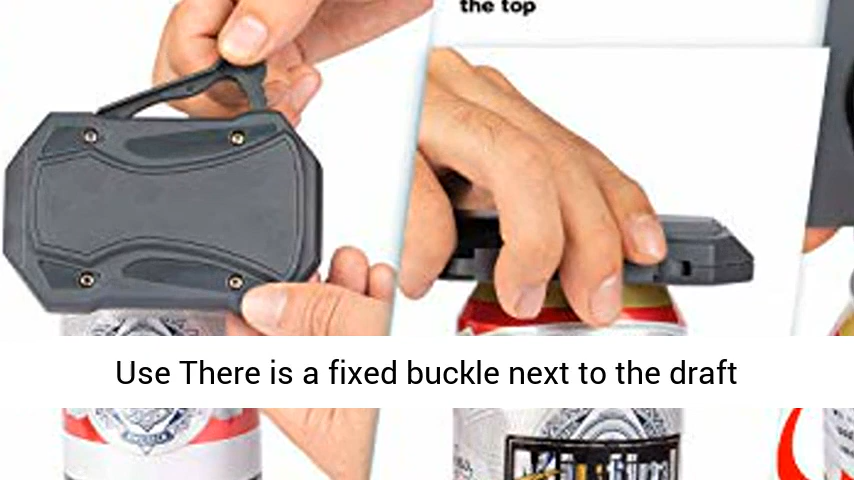 the top
Use There is a fixed buckle next to the draft